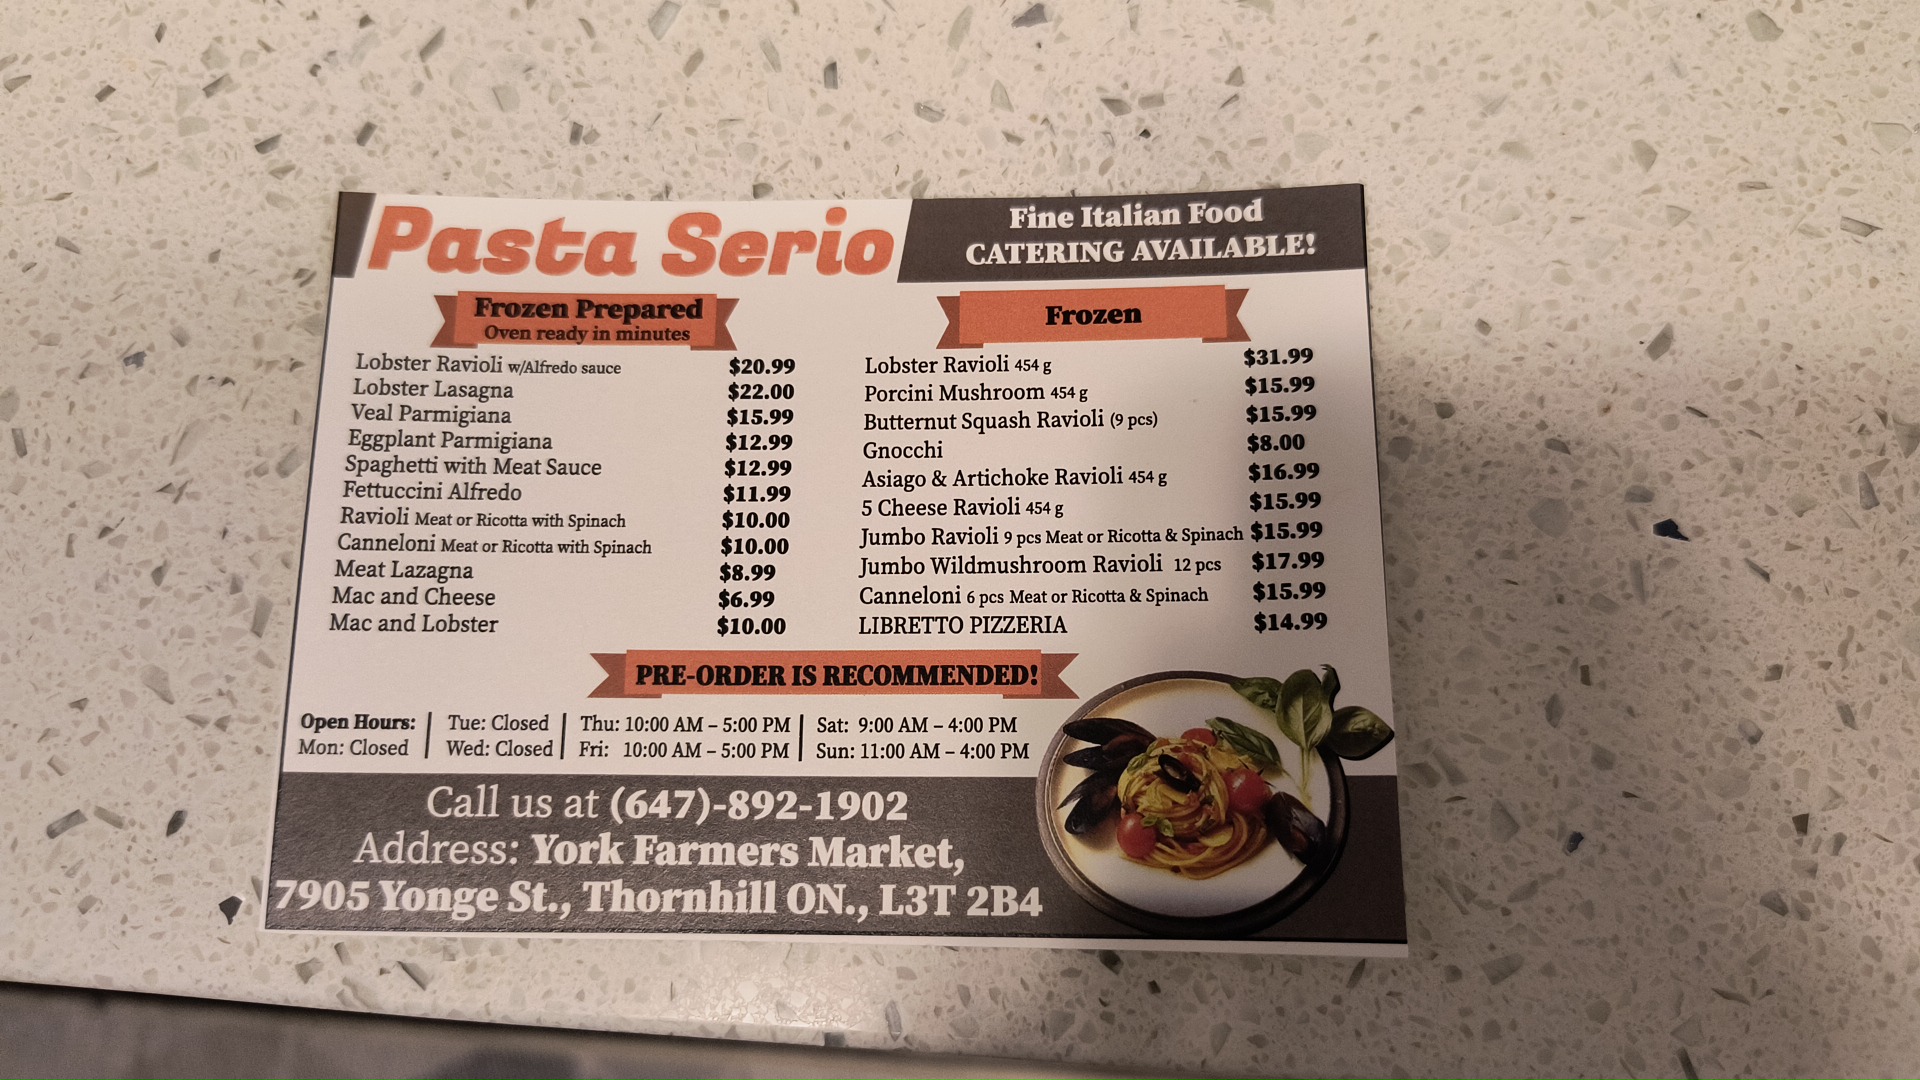 Pasta Serio
Fine Italian Food
CATERING AVAILABLE!
Frozen Prepared
Oven ready in minutes
Lobster Ravioli w/Alfredo sauce $20.99
Lobster Lasagna $22.00
Veal Parmigiana $15.99
Eggplant Parmigiana $12.99
Spaghetti with Meat Sauce $12.99
Fettuccini Alfredo $11.99
Ravioli Meat or Ricotta with Spinach $10.00
Canneloni Meat or Ricotta with Spinach $10.00
Meat Lazagna $8.99
Mac and Cheese $6.99
Mac and Lobster $10.00
Frozen
Lobster Ravioli 454 g $31.99
Porcini Mushroom 454 g $15.99
Butternut Squash Ravioli (9 pcs) $15.99
Gnocchi $8.00
Asiago & Artichoke Ravioli 454 g $16.99
5 Cheese Ravioli 454 g $15.99
Jumbo Ravioli 9 pcs Meat or Ricotta & Spinach $15.99
Jumbo Wildmushroom Ravioli 12 pcs $17.99
Canneloni 6 pcs Meat or Ricotta & Spinach $15.99
LIBRETTO PIZZERIA $14.99
PRE-ORDER IS RECOMMENDED!
Open Hours: | Tue: Closed | Thu: 10:00 AM – 5:00 PM | Sat: 9:00 AM – 4:00 PM
Mon: Closed | Wed: Closed | Fri: 10:00 AM – 5:00 PM | Sun: 11:00 AM – 4:00 PM
Call us at (647)-892-1902
Address: York Farmers Market,
7905 Yonge St., Thornhill ON., L3T 2B4